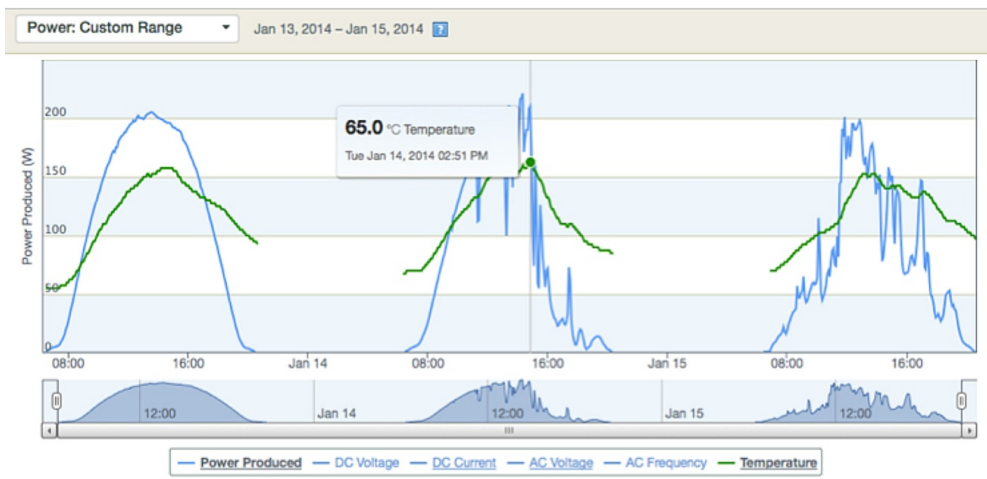 Power: Custom Range
Jan 13, 2014 – Jan 15, 2014 ?
200
65.0 °C Temperature
Tue Jan 14, 2014 02:51 PM
150
100
50
0
Power Produced (W)
08:00 16:00 Jan 14 08:00 16:00 Jan 15 08:00 16:00
12:00 Jan 14 12:00 Jan 15 12:00
Power Produced DC Voltage DC Current AC Voltage AC Frequency Temperature